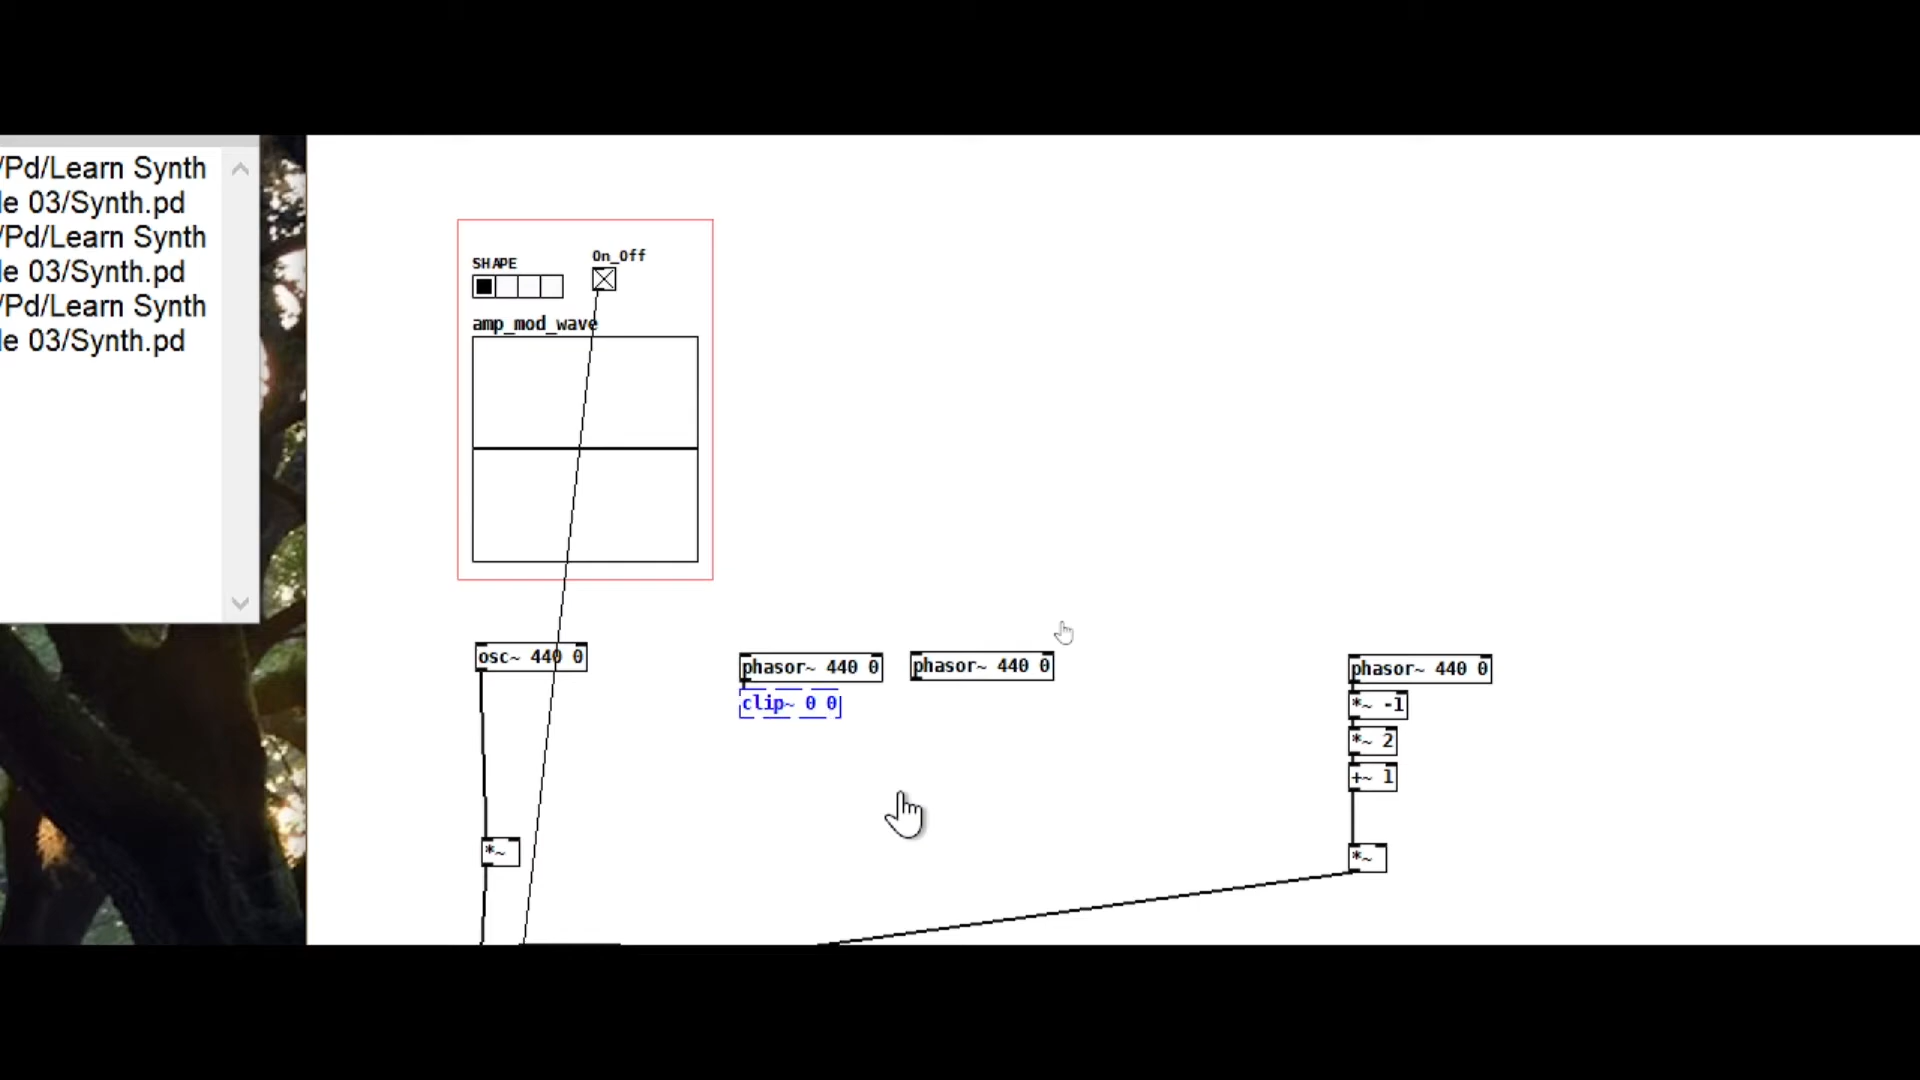 /Pd/Learn Synth
le 03/Synth.pd
/Pd/Learn Synth
le 03/Synth.pd
/Pd/Learn Synth
le 03/Synth.pd
SHAPE
On_Off
amp_mod_wave
osc~ 440 0
phasor~ 440 0
phasor~ 440 0
phasor~ 440 0
clip~ 0 0
*~ -1
*~ 2
+~ 1
*~
*~